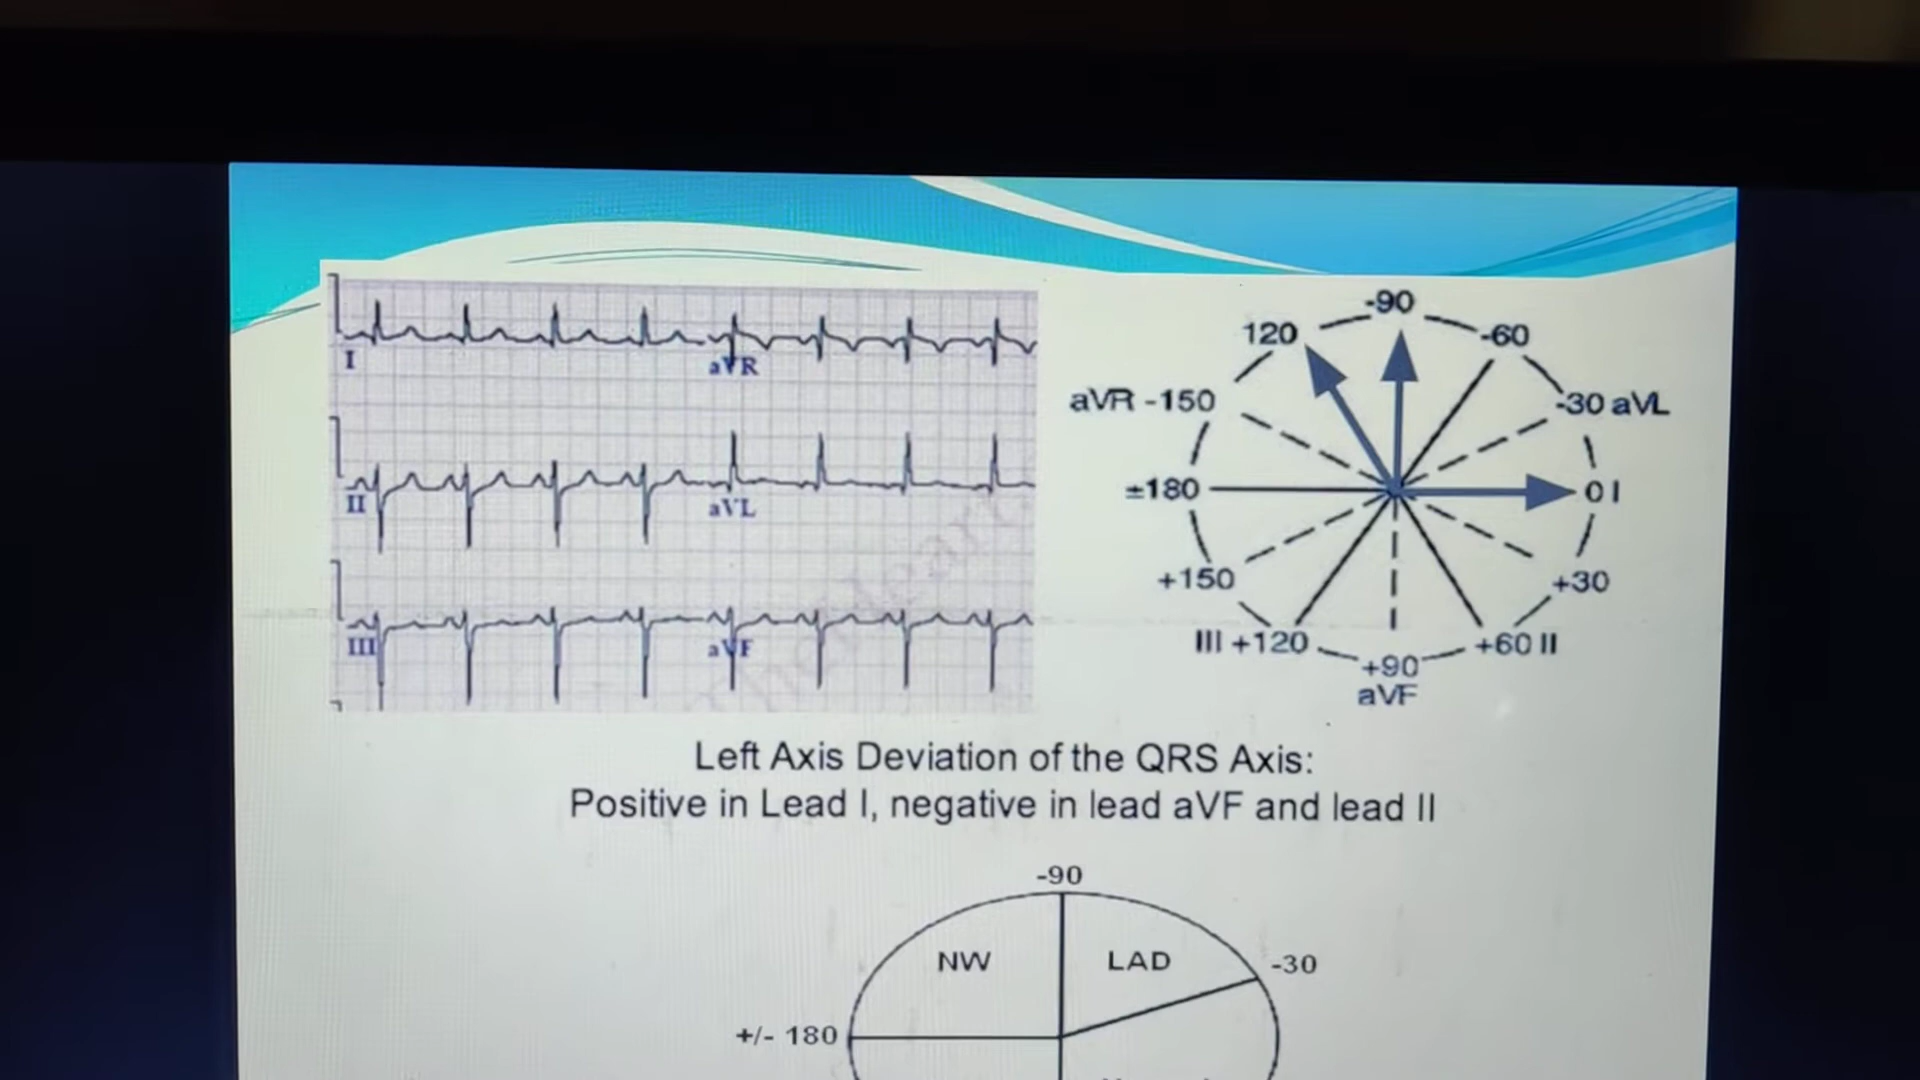 I
aVR
II
aVL
III
aVF
-90
120
-60
aVR -150
-30 aVL
±180
0 I
+150
+30
III +120
+60 II
+90
aVF
Left Axis Deviation of the QRS Axis:
Positive in Lead I, negative in lead aVF and lead II
-90
NW
LAD
-30
+/- 180